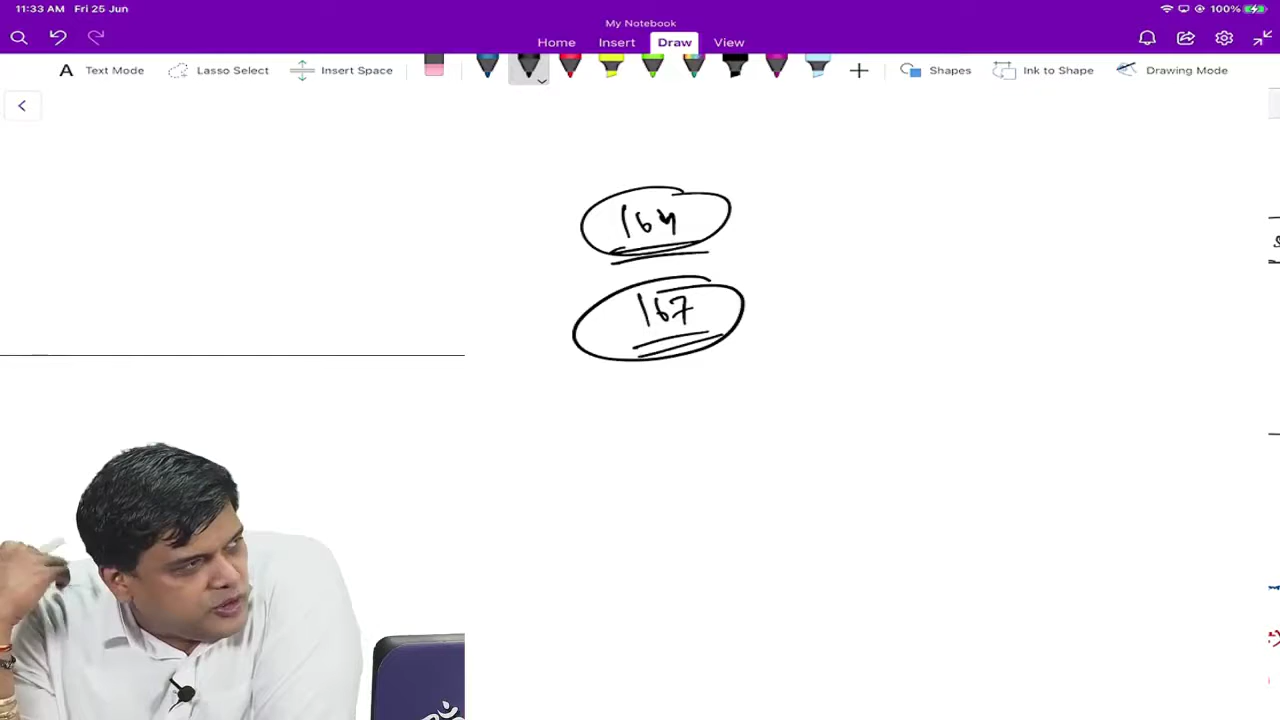 11:33 AM Fri 25 Jun
100%
My Notebook
Home Insert Draw View
A Text Mode Lasso Select Insert Space Shapes Ink to Shape Drawing Mode
164
167